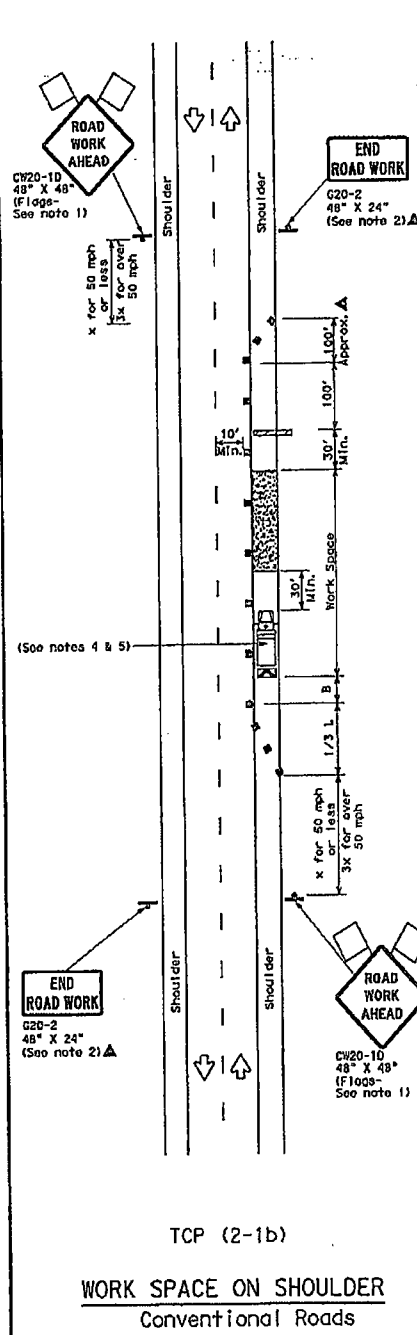 ROAD
WORK
AHEAD
CW20-1D
48" X 48"
(Flags-
See note 1)
END
ROAD WORK
G20-2
48" X 24"
(See note 2)
Shoulder
Shoulder
x for 50 mph
or less
3x for over
50 mph
100'
Approx.
100'
10'
Min.
30'
Min.
Work Space
30'
Min.
(See notes 4 & 5)
B
1/3 L
x for 50 mph
or less
3x for over
50 mph
END
ROAD WORK
G20-2
48" X 24"
(See note 2)
Shoulder
Shoulder
ROAD
WORK
AHEAD
CW20-1D
48" X 48"
(Flags-
See note 1)
TCP (2-1b)
WORK SPACE ON SHOULDER
Conventional Roads